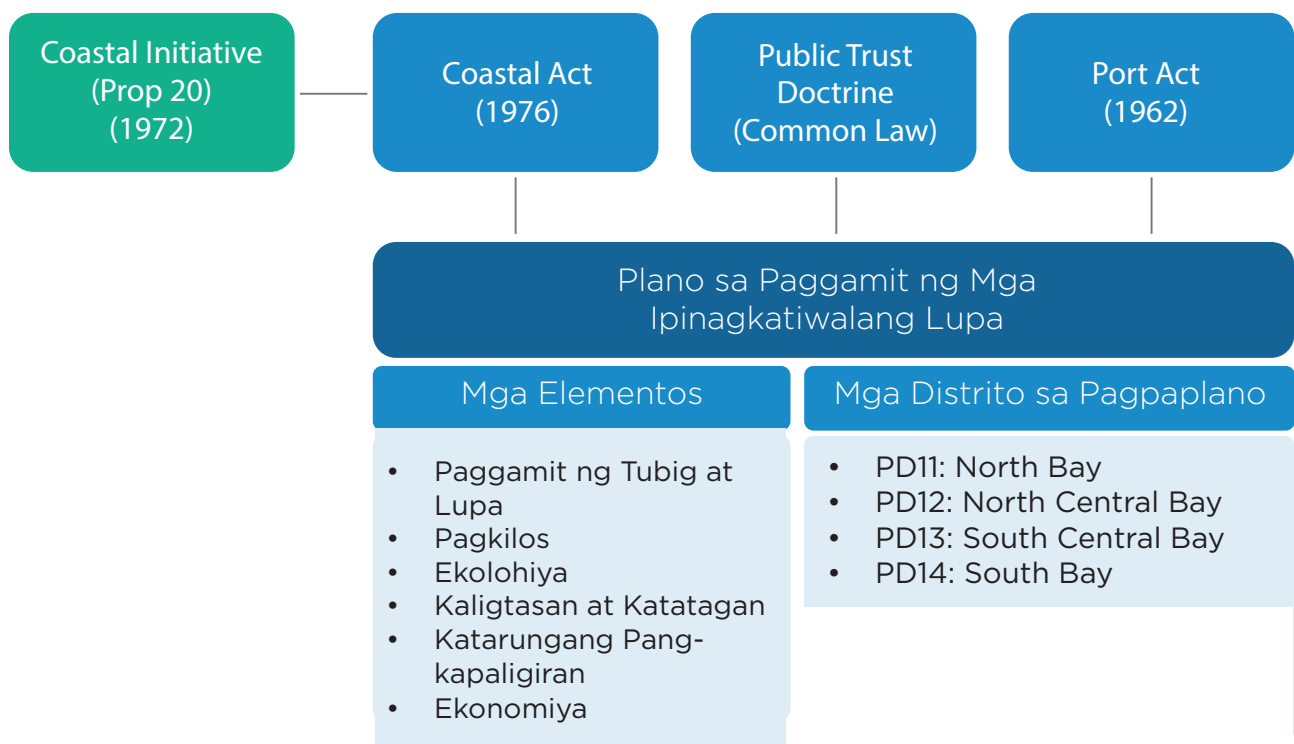 Coastal Initiative
(Prop 20)
(1972)
Coastal Act
(1976)
Public Trust
Doctrine
(Common Law)
Port Act
(1962)
Plano sa Paggamit ng Mga
Ipinagkatiwalang Lupa
Mga Elementos
• Paggamit ng Tubig at
Lupa
• Pagkilos
• Ekolohiya
• Kaligtasan at Katatagan
• Katarungang Pang-
kapaligiran
• Ekonomiya
Mga Distrito sa Pagpaplano
• PD11: North Bay
• PD12: North Central Bay
• PD13: South Central Bay
• PD14: South Bay